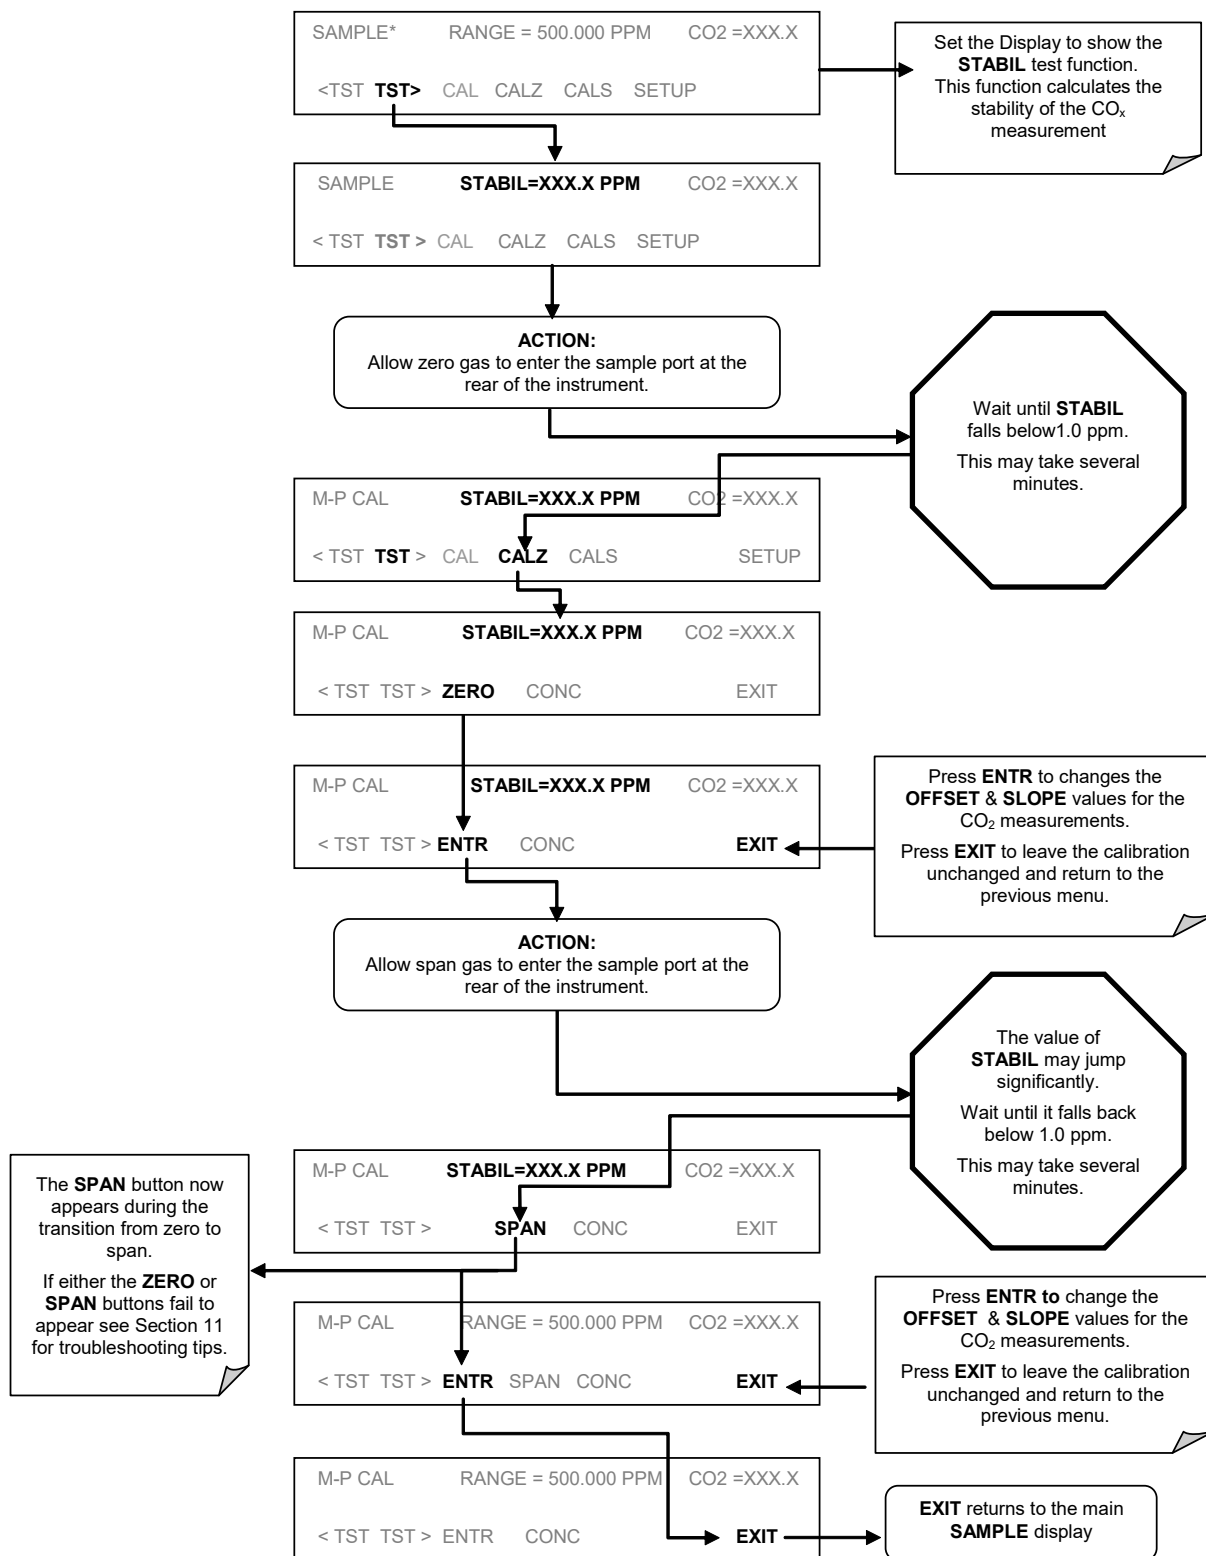 SAMPLE* RANGE = 500.000 PPM CO2 =XXX.X
<TST TST> CAL CALZ CALS SETUP
Set the Display to show the
STABIL test function.
This function calculates the
stability of the COx
measurement
SAMPLE STABIL=XXX.X PPM CO2 =XXX.X
< TST TST > CAL CALZ CALS SETUP
ACTION:
Allow zero gas to enter the sample port at the
rear of the instrument.
Wait until STABIL
falls below1.0 ppm.
This may take several
minutes.
M-P CAL STABIL=XXX.X PPM CO2 =XXX.X
< TST TST > CAL CALZ CALS SETUP
M-P CAL STABIL=XXX.X PPM CO2 =XXX.X
< TST TST > ZERO CONC EXIT
M-P CAL STABIL=XXX.X PPM CO2 =XXX.X
< TST TST > ENTR CONC EXIT
Press ENTR to changes the
OFFSET & SLOPE values for the
CO2 measurements.
Press EXIT to leave the calibration
unchanged and return to the
previous menu.
ACTION:
Allow span gas to enter the sample port at the
rear of the instrument.
The value of
STABIL may jump
significantly.
Wait until it falls back
below 1.0 ppm.
This may take several
minutes.
M-P CAL STABIL=XXX.X PPM CO2 =XXX.X
< TST TST > SPAN CONC EXIT
The SPAN button now
appears during the
transition from zero to
span.
If either the ZERO or
SPAN buttons fail to
appear see Section 11
for troubleshooting tips.
M-P CAL RANGE = 500.000 PPM CO2 =XXX.X
< TST TST > ENTR SPAN CONC EXIT
Press ENTR to change the
OFFSET & SLOPE values for the
CO2 measurements.
Press EXIT to leave the calibration
unchanged and return to the
previous menu.
M-P CAL RANGE = 500.000 PPM CO2 =XXX.X
< TST TST > ENTR CONC EXIT
EXIT returns to the main
SAMPLE display